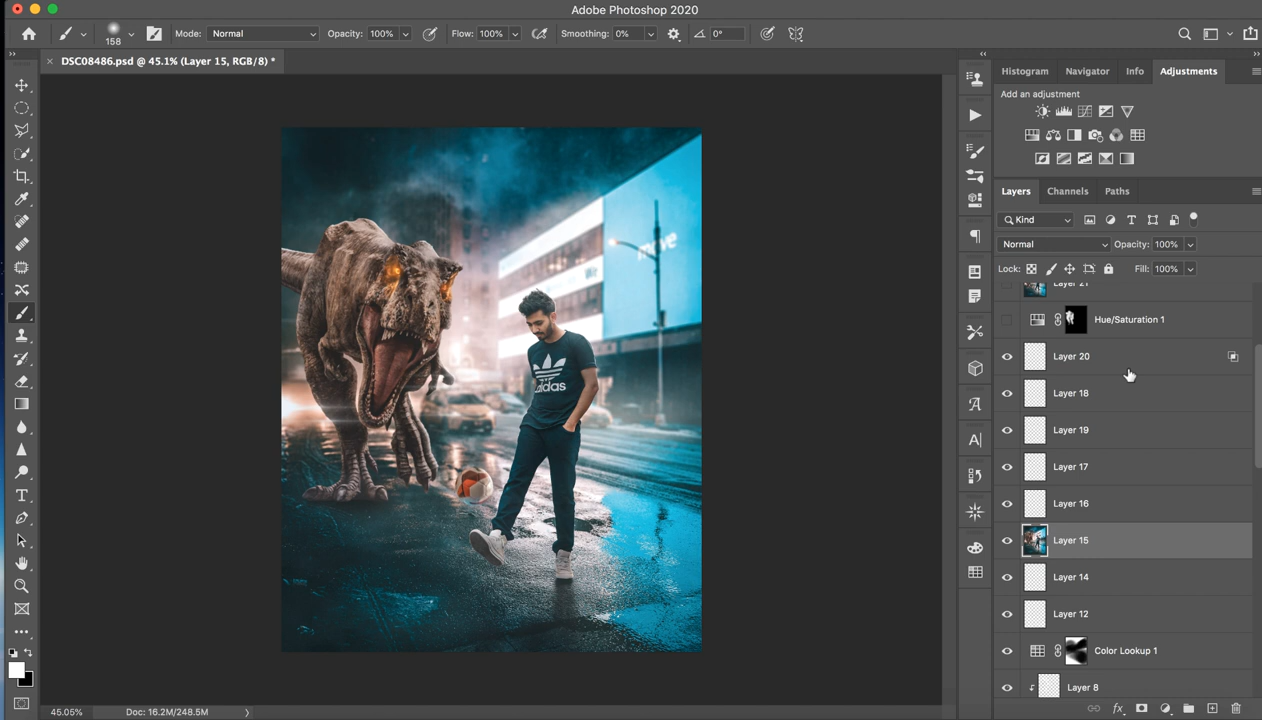 Adobe Photoshop 2020
158
Mode: Normal
Opacity: 100%
Flow: 100%
Smoothing: 0%
0°
DSC08486.psd @ 45.1% (Layer 15, RGB/8) *
Histogram
Navigator
Info
Adjustments
Add an adjustment
Layers
Channels
Paths
Kind
Normal
Opacity: 100%
Lock:
Fill: 100%
Layer 21
Hue/Saturation 1
Layer 20
Layer 18
Layer 19
Layer 17
Layer 16
Layer 15
Layer 14
Layer 12
Color Lookup 1
Layer 8
move
adidas
45.05%
Doc: 16.2M/248.5M